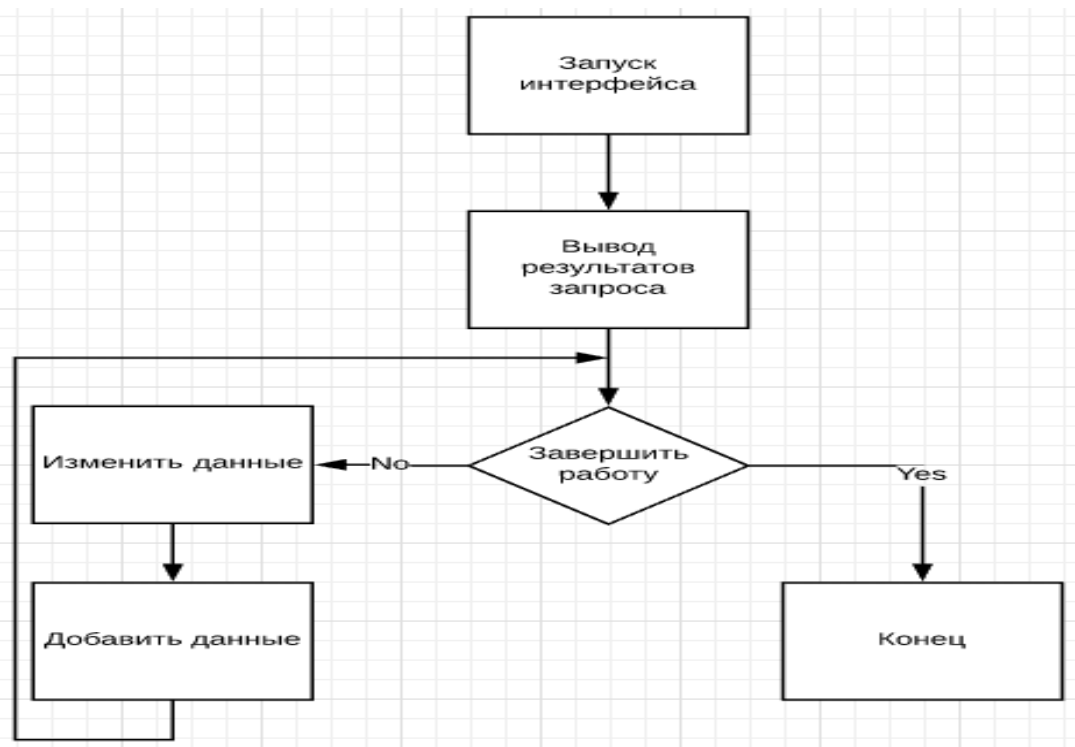 Запуск
интерфейса
Вывод
результатов
запроса
Завершить
работу
No
Изменить данные
Yes
Добавить данные
Конец